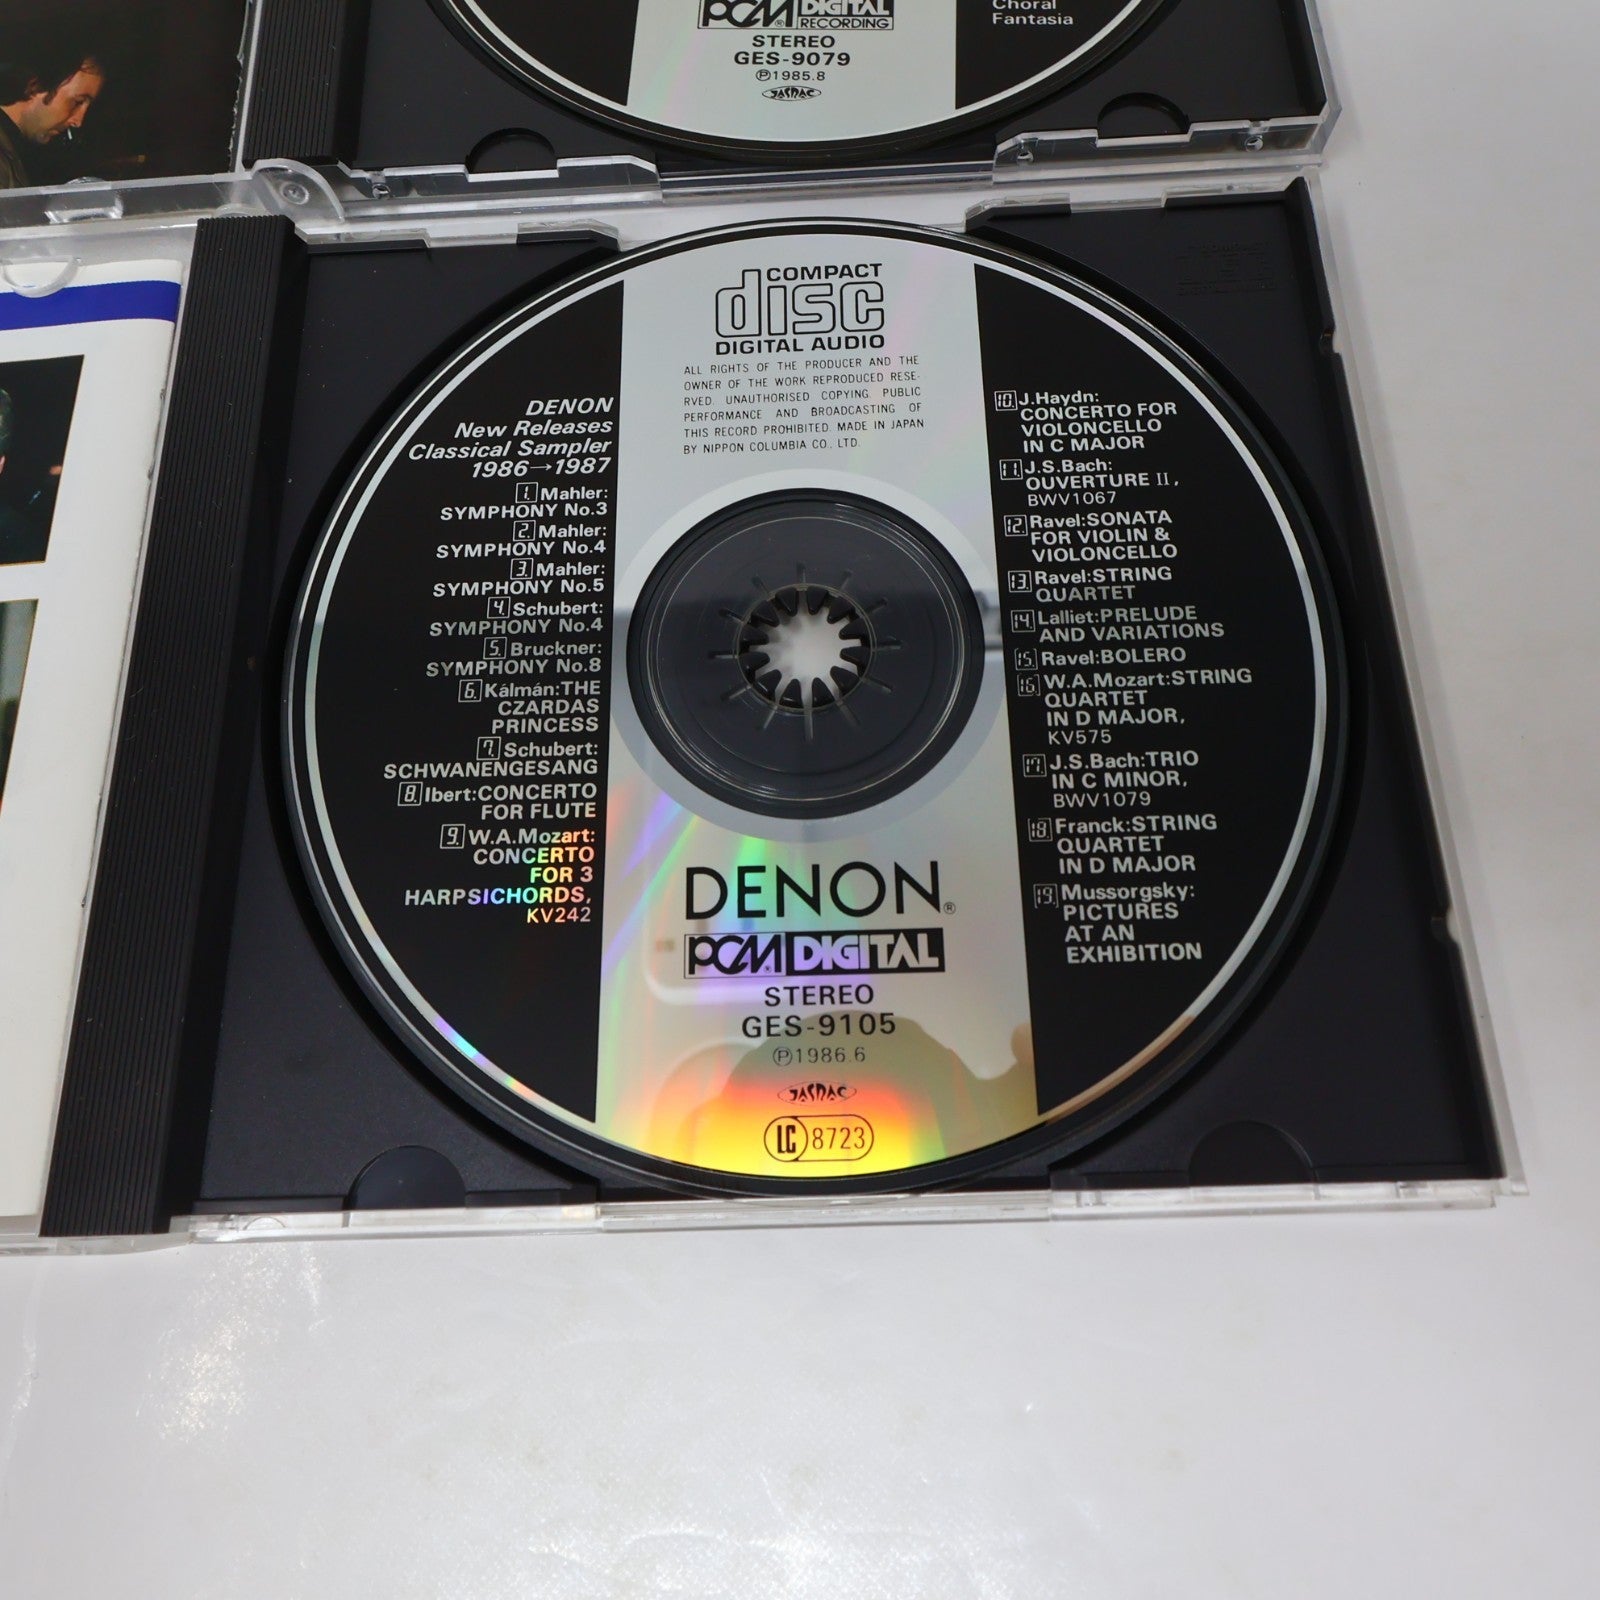 PCM DIGITAL
RECORDING
STEREO
GES-9079
Ⓟ1985.8
JASRAC
Choral
Fantasia
COMPACT
disc
DIGITAL AUDIO
ALL RIGHTS OF THE PRODUCER AND THE
OWNER OF THE WORK REPRODUCED RESE-
RVED. UNAUTHORISED COPYING PUBLIC
PERFORMANCE AND BROADCASTING OF
THIS RECORD PROHIBITED. MADE IN JAPAN
BY NIPPON COLUMBIA CO., LTD.
DENON
New Releases
Classical Sampler
1986→1987
1. Mahler:
SYMPHONY No.3
2. Mahler:
SYMPHONY No.4
3. Mahler:
SYMPHONY No.5
4. Schubert:
SYMPHONY No.4
5. Bruckner:
SYMPHONY No.8
6. Kálmán:THE
CZARDAS
PRINCESS
7. Schubert:
SCHWANENGESANG
8. Ibert:CONCERTO
FOR FLUTE
9. W.A.Mozart:
CONCERTO
FOR 3
HARPSICHORDS,
KV242
10. J.Haydn:
CONCERTO FOR
VIOLONCELLO
IN C MAJOR
11. J.S.Bach:
OUVERTURE II,
BWV1067
12. Ravel:SONATA
FOR VIOLIN &
VIOLONCELLO
13. Ravel:STRING
QUARTET
14. Lalliet:PRELUDE
AND VARIATIONS
15. Ravel:BOLERO
16. W.A.Mozart:STRING
QUARTET
IN D MAJOR,
KV575
17. J.S.Bach:TRIO
IN C MINOR,
BWV1079
18. Franck:STRING
QUARTET
IN D MAJOR
19. Mussorgsky:
PICTURES
AT AN
EXHIBITION
DENON®
PCM® DIGITAL
STEREO
GES-9105
Ⓟ1986.6
JASRAC
LC 8723